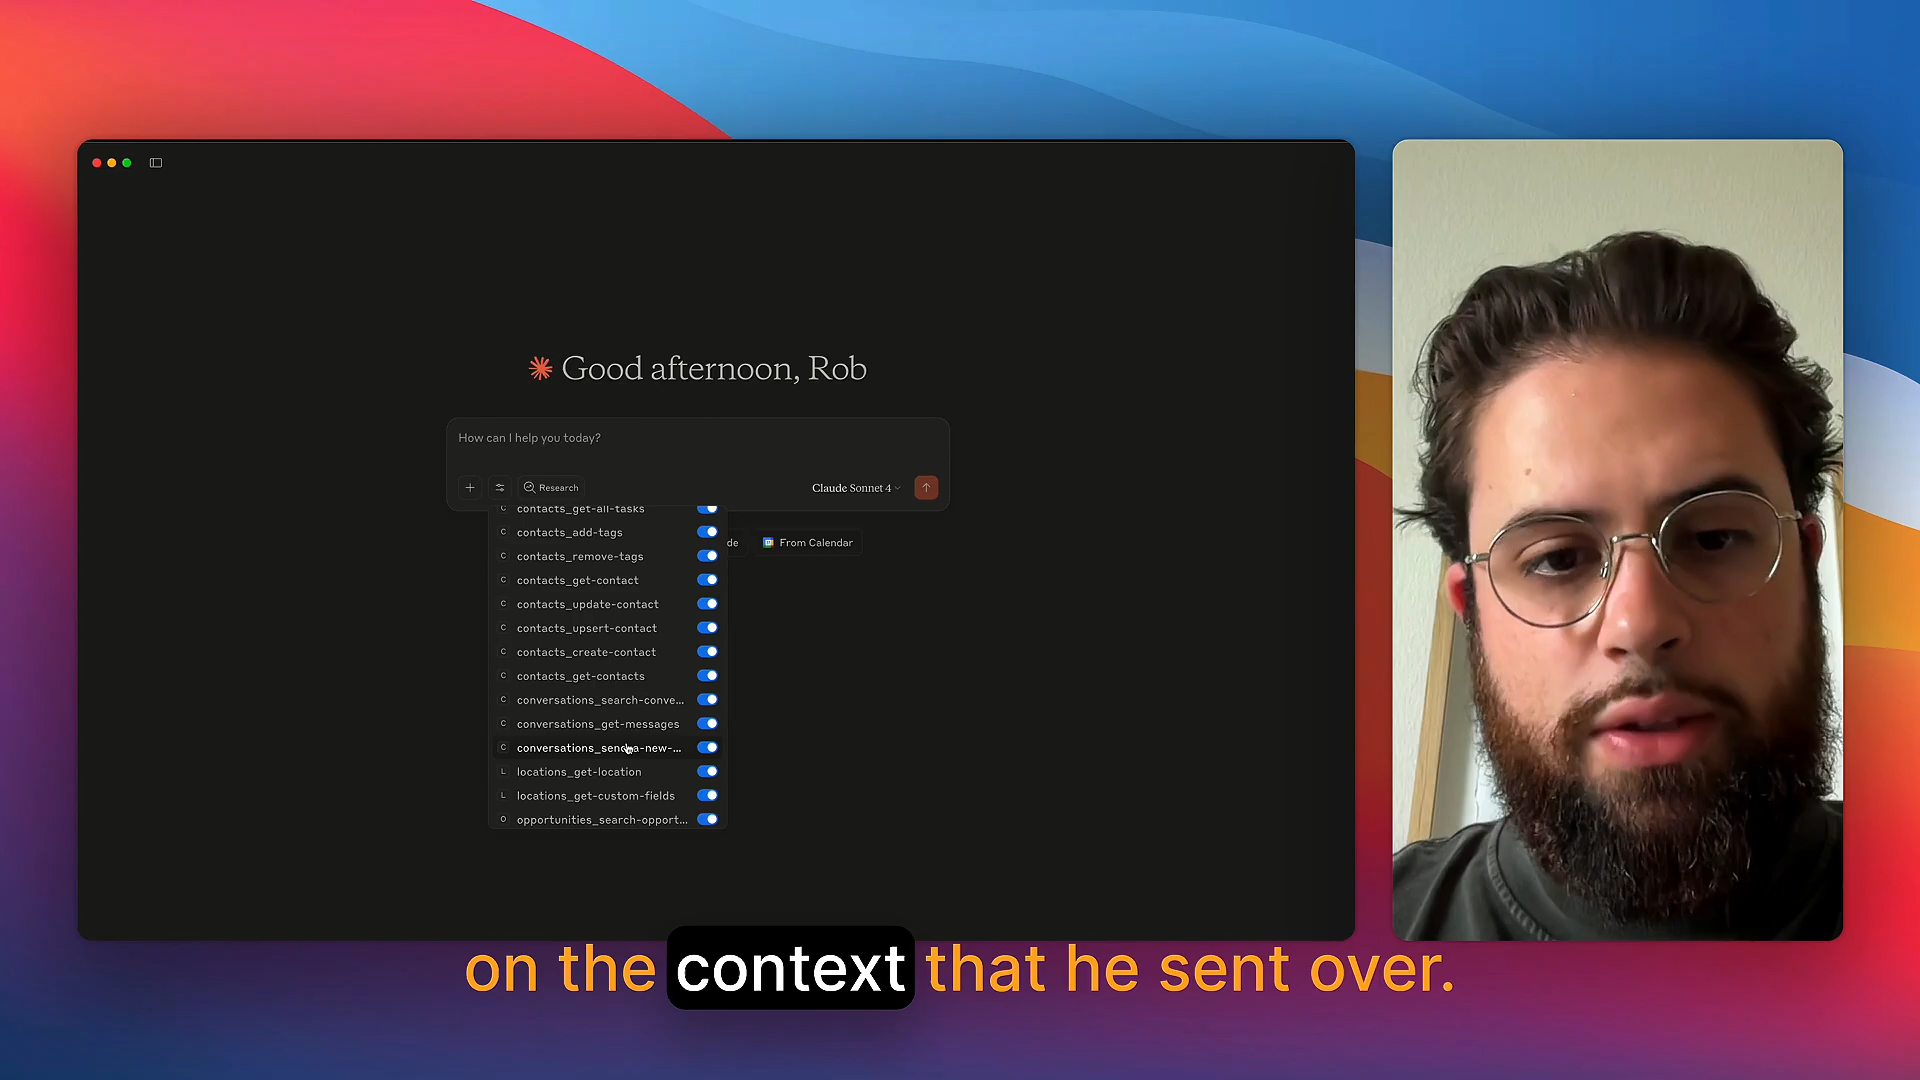 Good afternoon, Rob
How can I help you today?
Research
Claude Sonnet 4
contacts_get-all-tasks
C contacts_add-tags
de
From Calendar
C contacts_remove-tags
C contacts_get-contact
C contacts_update-contact
C contacts_upsert-contact
C contacts_create-contact
C contacts_get-contacts
C conversations_search-conve...
C conversations_get-messages
C conversations_send-a-new-...
L locations_get-location
L locations_get-custom-fields
O opportunities_search-opport...
on the context that he sent over.